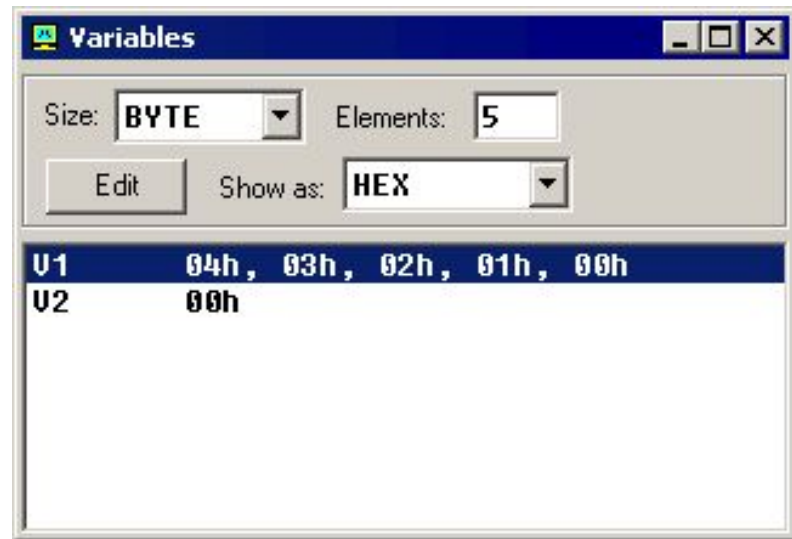 Variables
Size: BYTE Elements: 5
Edit Show as: HEX
V1 04h, 03h, 02h, 01h, 00h
V2 00h